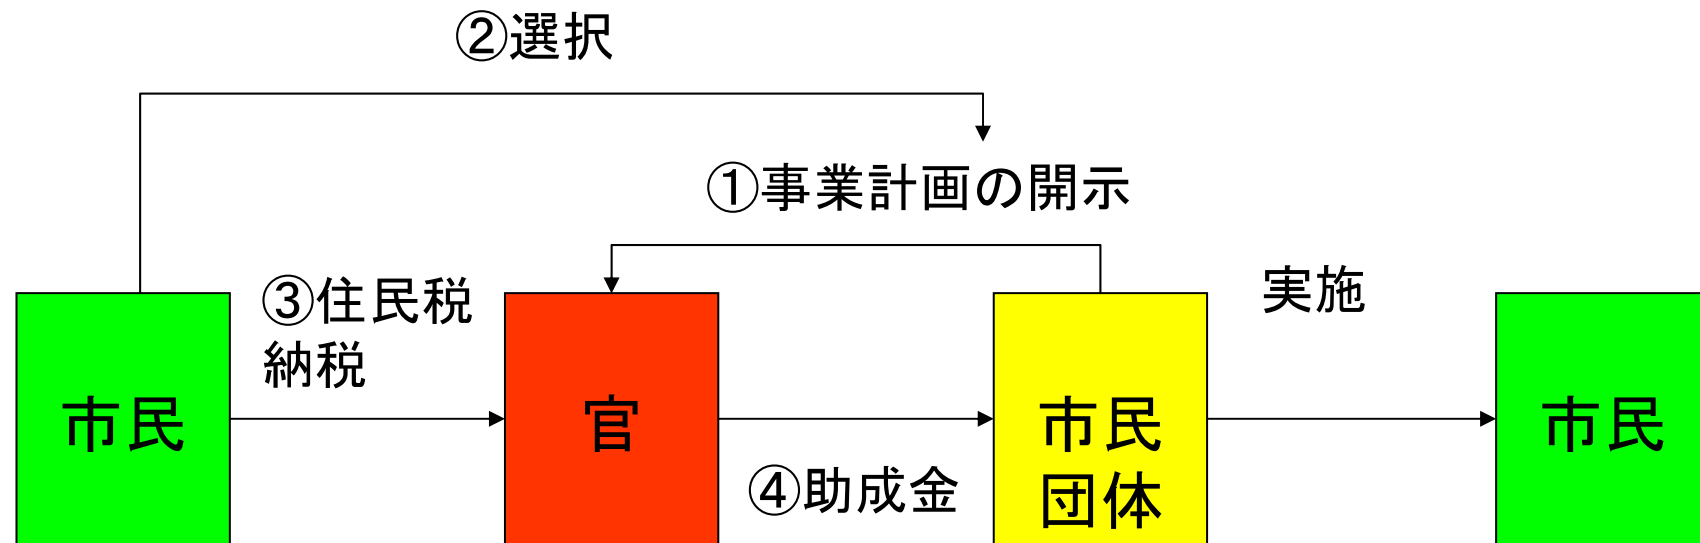 ②選択
①事業計画の開示
③住民税
納税
実施
市民
官
市民
団体
市民
④助成金